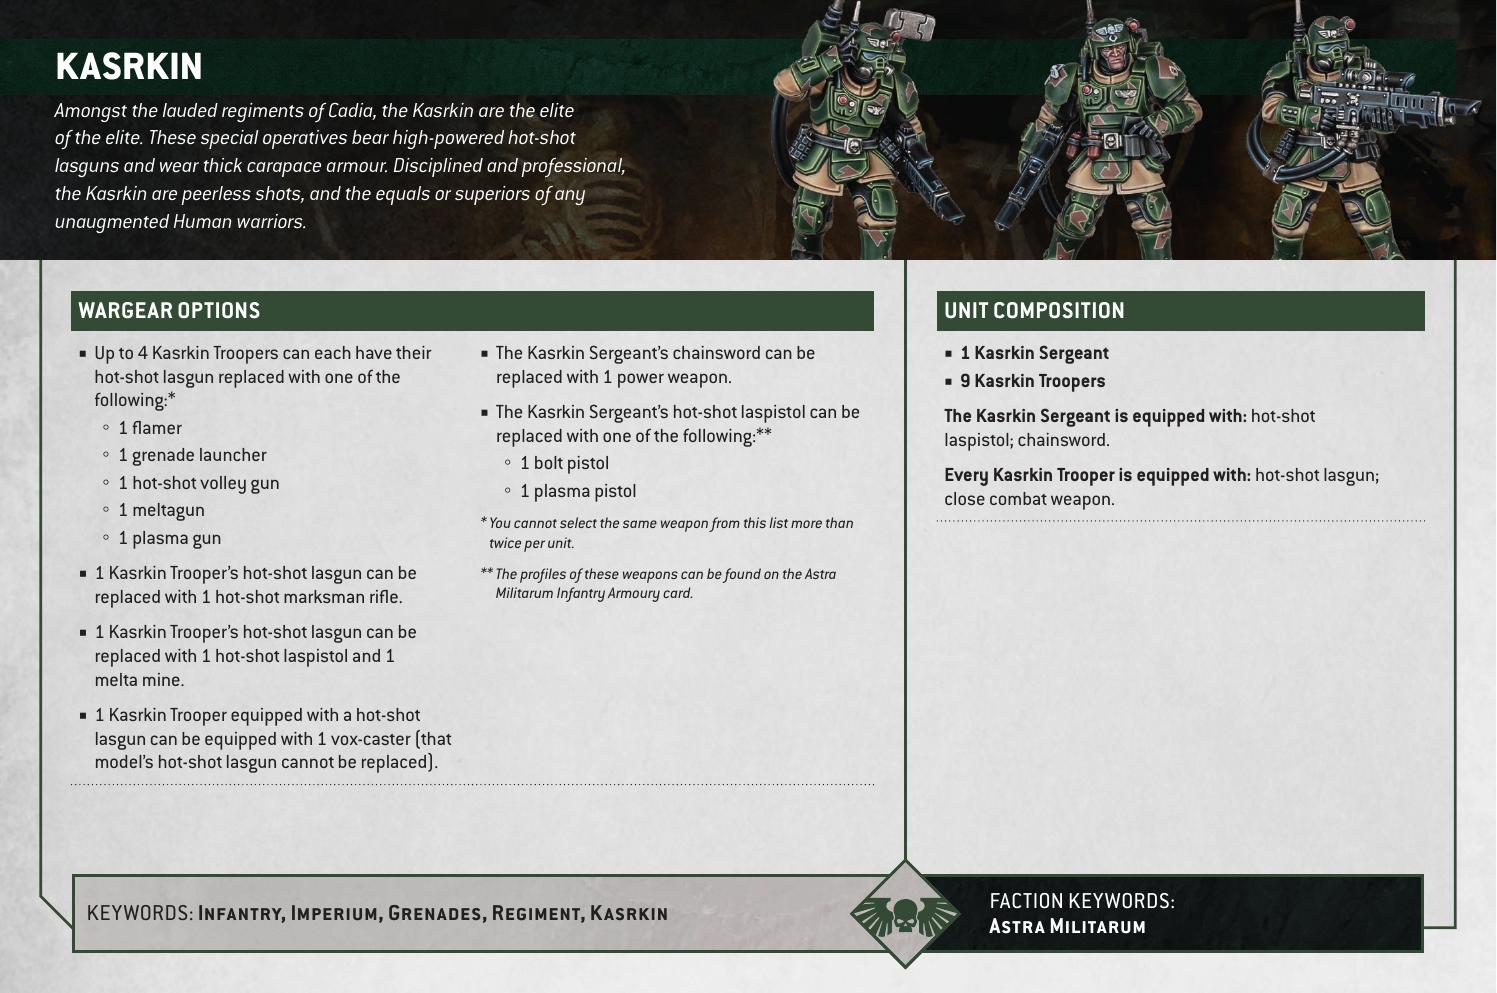 KASRKIN
Amongst the lauded regiments of Cadia, the Kasrkin are the elite
of the elite. These special operatives bear high-powered hot-shot
lasguns and wear thick carapace armour. Disciplined and professional,
the Kasrkin are peerless shots, and the equals or superiors of any
unaugmented Human warriors.
WARGEAR OPTIONS
▪ Up to 4 Kasrkin Troopers can each have their
hot-shot lasgun replaced with one of the
following:*
◦ 1 flamer
◦ 1 grenade launcher
◦ 1 hot-shot volley gun
◦ 1 meltagun
◦ 1 plasma gun
▪ 1 Kasrkin Trooper’s hot-shot lasgun can be
replaced with 1 hot-shot marksman rifle.
▪ 1 Kasrkin Trooper’s hot-shot lasgun can be
replaced with 1 hot-shot laspistol and 1
melta mine.
▪ 1 Kasrkin Trooper equipped with a hot-shot
lasgun can be equipped with 1 vox-caster (that
model’s hot-shot lasgun cannot be replaced).
▪ The Kasrkin Sergeant’s chainsword can be
replaced with 1 power weapon.
▪ The Kasrkin Sergeant’s hot-shot laspistol can be
replaced with one of the following:**
◦ 1 bolt pistol
◦ 1 plasma pistol
* You cannot select the same weapon from this list more than
twice per unit.
** The profiles of these weapons can be found on the Astra
Militarum Infantry Armoury card.
UNIT COMPOSITION
▪ 1 Kasrkin Sergeant
▪ 9 Kasrkin Troopers
The Kasrkin Sergeant is equipped with: hot-shot
laspistol; chainsword.
Every Kasrkin Trooper is equipped with: hot-shot lasgun;
close combat weapon.
KEYWORDS: INFANTRY, IMPERIUM, GRENADES, REGIMENT, KASRKIN
FACTION KEYWORDS:
ASTRA MILITARUM